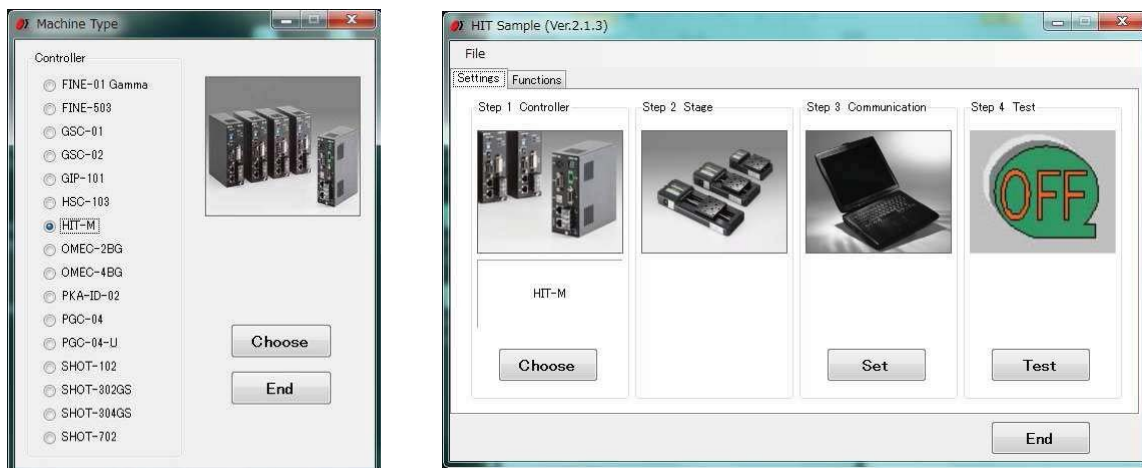 Machine Type
Controller
FINE-01 Gamma
FINE-503
GSC-01
GSC-02
GIP-101
HSC-103
HIT-M
OMEC-2BG
OMEC-4BG
PKA-ID-02
PGC-04
PGC-04-U
SHOT-102
SHOT-302GS
SHOT-304GS
SHOT-702
Choose
End
HIT Sample (Ver.2.1.3)
File
Settings Functions
Step 1 Controller Step 2 Stage Step 3 Communication Step 4 Test
OFF
HIT-M
Choose Set Test
End